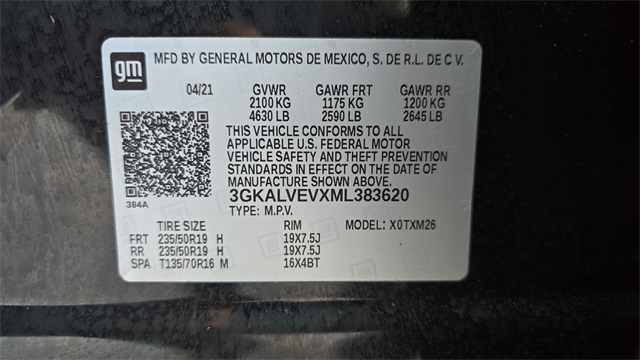 gm
MFD BY GENERAL MOTORS DE MEXICO, S. DE R.L. DE C V.
04/21 GVWR GAWR FRT GAWR RR
2100 KG 1175 KG 1200 KG
4630 LB 2590 LB 2645 LB
THIS VEHICLE CONFORMS TO ALL
APPLICABLE U.S. FEDERAL MOTOR
VEHICLE SAFETY AND THEFT PREVENTION
STANDARDS IN EFFECT ON THE DATE OF
MANUFACTURE SHOWN ABOVE.
384A
3GKALVEVXML383620
TYPE: M.P.V.
TIRE SIZE RIM MODEL: X0TXM26
FRT 235/50R19 H 19X7.5J
RR 235/50R19 H 19X7.5J
SPA T135/70R16 M 16X4BT